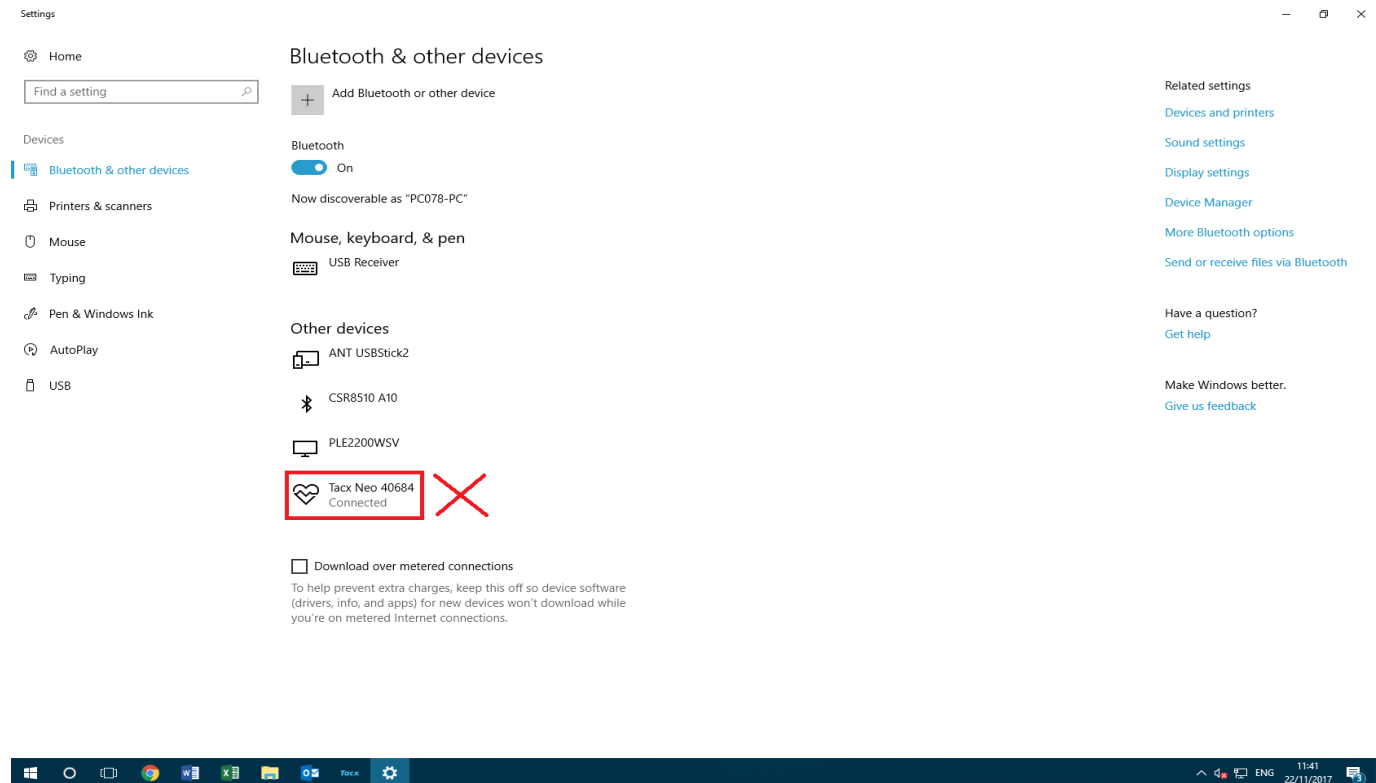 Settings
Home
Find a setting
Devices
Bluetooth & other devices
Printers & scanners
Mouse
Typing
Pen & Windows Ink
AutoPlay
USB
Bluetooth & other devices
Add Bluetooth or other device
Bluetooth
On
Now discoverable as "PC078-PC"
Mouse, keyboard, & pen
USB Receiver
Other devices
ANT USBStick2
CSR8510 A10
PLE2200WSV
Tacx Neo 40684
Connected
Download over metered connections
To help prevent extra charges, keep this off so device software
(drivers, info, and apps) for new devices won't download while
you're on metered Internet connections.
Related settings
Devices and printers
Sound settings
Display settings
Device Manager
More Bluetooth options
Send or receive files via Bluetooth
Have a question?
Get help
Make Windows better.
Give us feedback
Tacx
ENG
11:41
22/11/2017
3